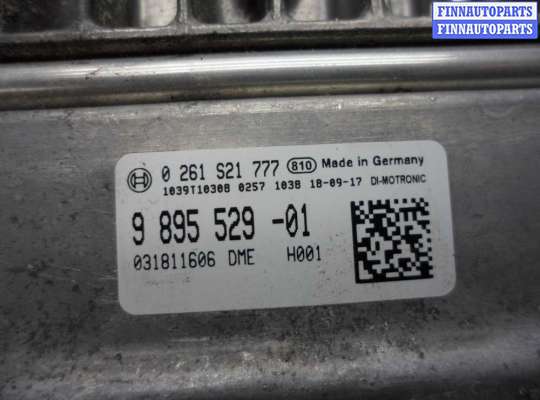 FINNAUTOPARTS
FINNAUTOPARTS
0 261 S21 777 810 Made in Germany
1039T10308 0257 1038 18-09-17 DI-MOTRONIC
9 895 529 -01
031811606 DME H001